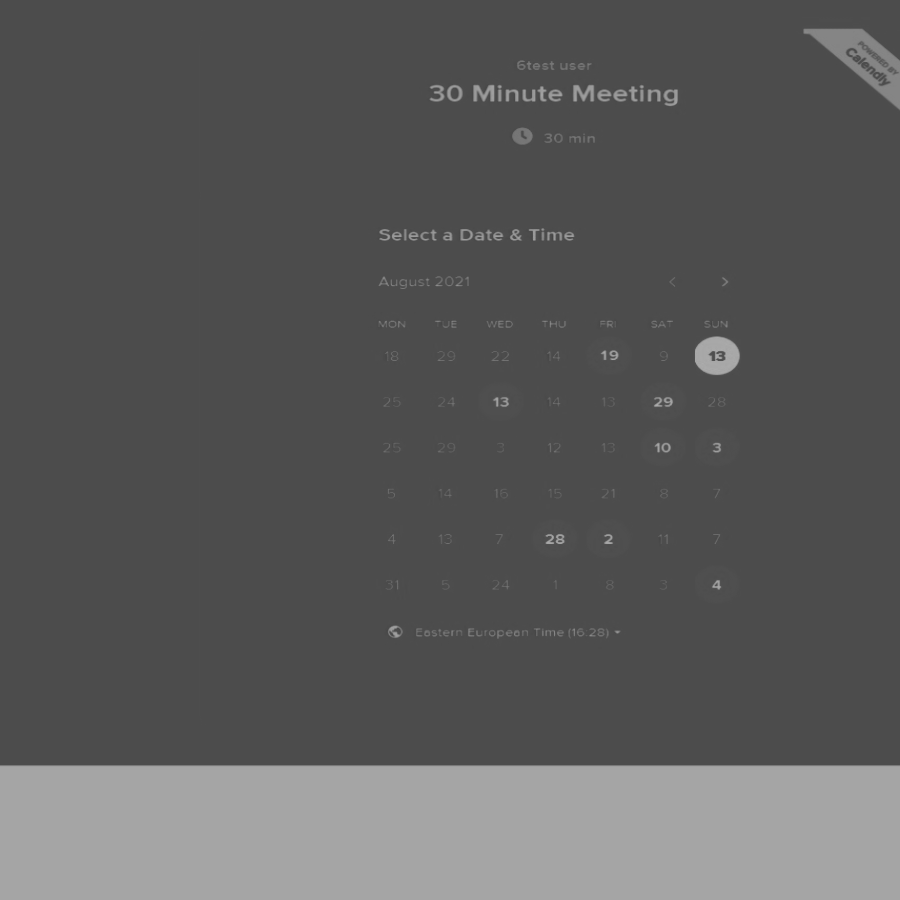 POWERED BY
Calendly
6test user
30 Minute Meeting
30 min
Select a Date & Time
August 2021
MON TUE WED THU FRI SAT SUN
18 29 22 14 19 9 13
25 24 13 14 13 29 28
25 29 3 12 13 10 3
5 14 16 15 21 8 7
4 13 7 28 2 11 7
31 5 24 1 8 3 4
Eastern European Time (16:28)